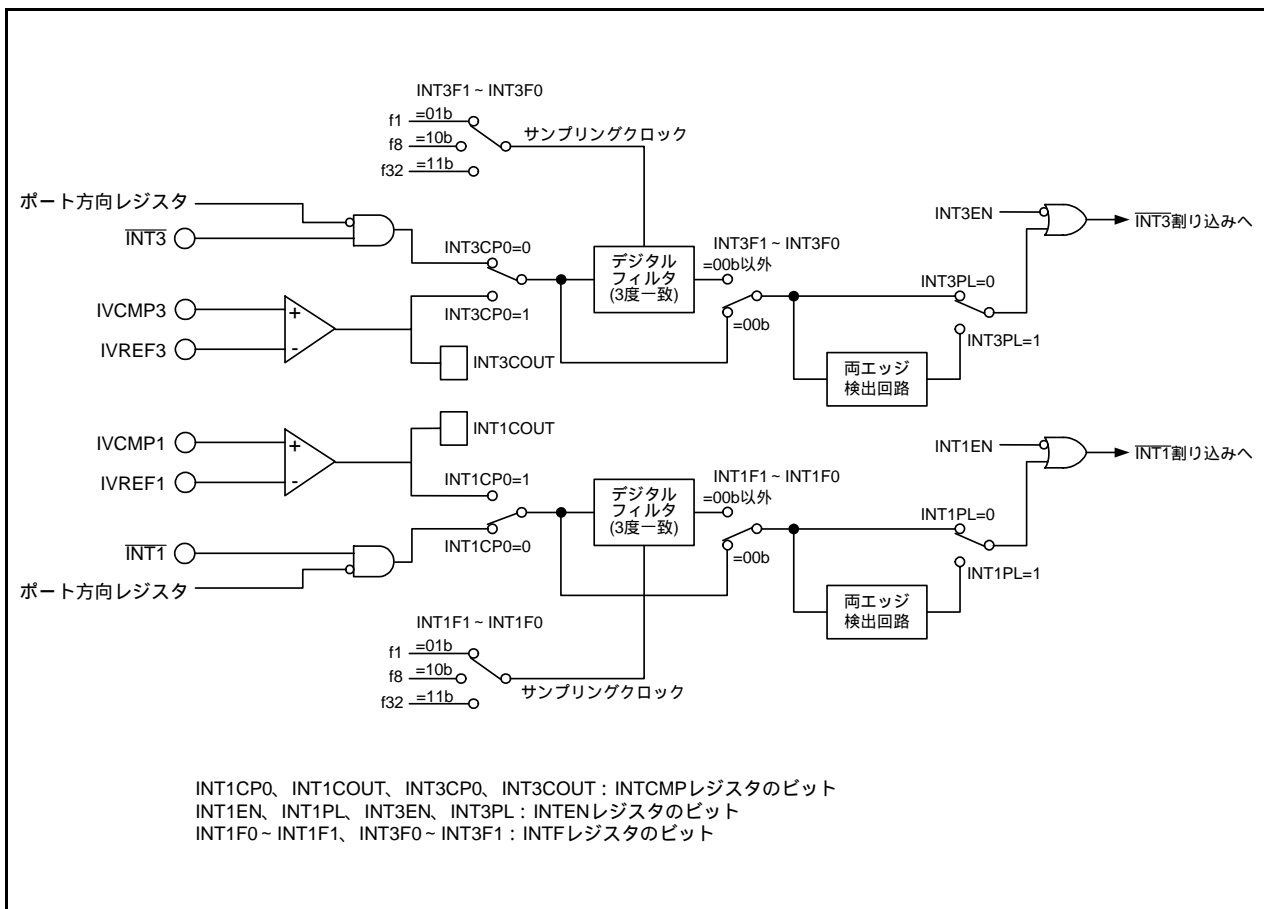 INT3F1 ~ INT3F0
f1 =01b
f8 =10b
f32 =11b
サンプリングクロック
ポート方向レジスタ
INT3
INT3CP0=0
INT3CP0=1
IVCMP3
+
IVREF3
-
INT3COUT
デジタル
フィルタ
(3度一致)
INT3F1 ~ INT3F0
=00b以外
=00b
INT3EN
INT3PL=0
INT3PL=1
両エッジ
検出回路
INT3割り込みへ
IVCMP1
+
IVREF1
-
INT1COUT
INT1CP0=1
INT1CP0=0
INT1
ポート方向レジスタ
デジタル
フィルタ
(3度一致)
INT1F1 ~ INT1F0
=00b以外
=00b
INT1EN
INT1PL=0
INT1PL=1
両エッジ
検出回路
INT1割り込みへ
INT1F1 ~ INT1F0
f1 =01b
f8 =10b
f32 =11b
サンプリングクロック
INT1CP0、INT1COUT、INT3CP0、INT3COUT : INTCMPレジスタのビット
INT1EN、INT1PL、INT3EN、INT3PL : INTENレジスタのビット
INT1F0 ~ INT1F1、INT3F0 ~ INT3F1 : INTFレジスタのビット